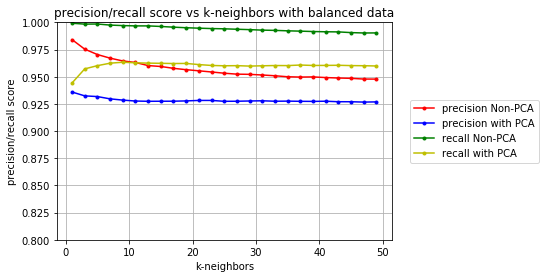 precision/recall score vs k-neighbors with balanced data
1.000
0.975
0.950
0.925
0.900
0.875
0.850
0.825
0.800
precision/recall score
0 10 20 30 40 50
k-neighbors
precision Non-PCA
precision with PCA
recall Non-PCA
recall with PCA